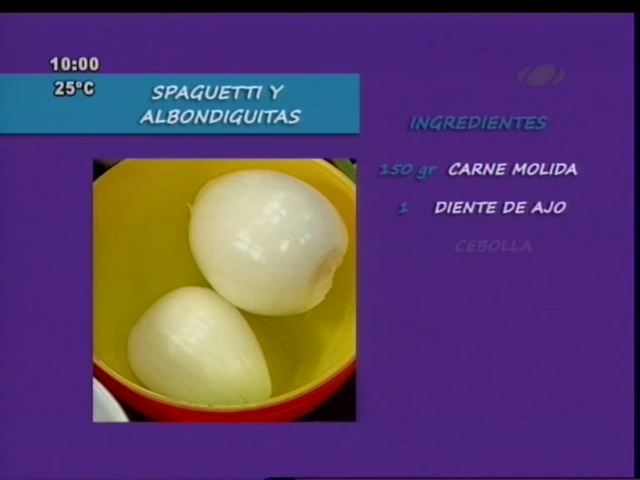 10:00
25°C
SPAGUETTI Y
ALBONDIGUITAS
INGREDIENTES
150 gr CARNE MOLIDA
1 DIENTE DE AJO
CEBOLLA